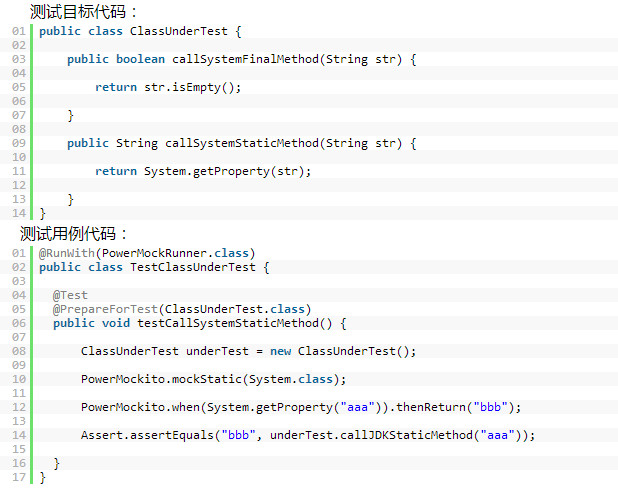 测试目标代码：
01 public class ClassUnderTest {
02
03     public boolean callSystemFinalMethod(String str) {
04
05         return str.isEmpty();
06
07     }
08
09     public String callSystemStaticMethod(String str) {
10
11         return System.getProperty(str);
12
13     }
14 }
测试用例代码：
01 @RunWith(PowerMockRunner.class)
02 public class TestClassUnderTest {
03
04   @Test
05   @PrepareForTest(ClassUnderTest.class)
06   public void testCallSystemStaticMethod() {
07
08       ClassUnderTest underTest = new ClassUnderTest();
09
10       PowerMockito.mockStatic(System.class);
11
12       PowerMockito.when(System.getProperty("aaa")).thenReturn("bbb");
13
14       Assert.assertEquals("bbb", underTest.callJDKStaticMethod("aaa"));
15
16   }
17 }